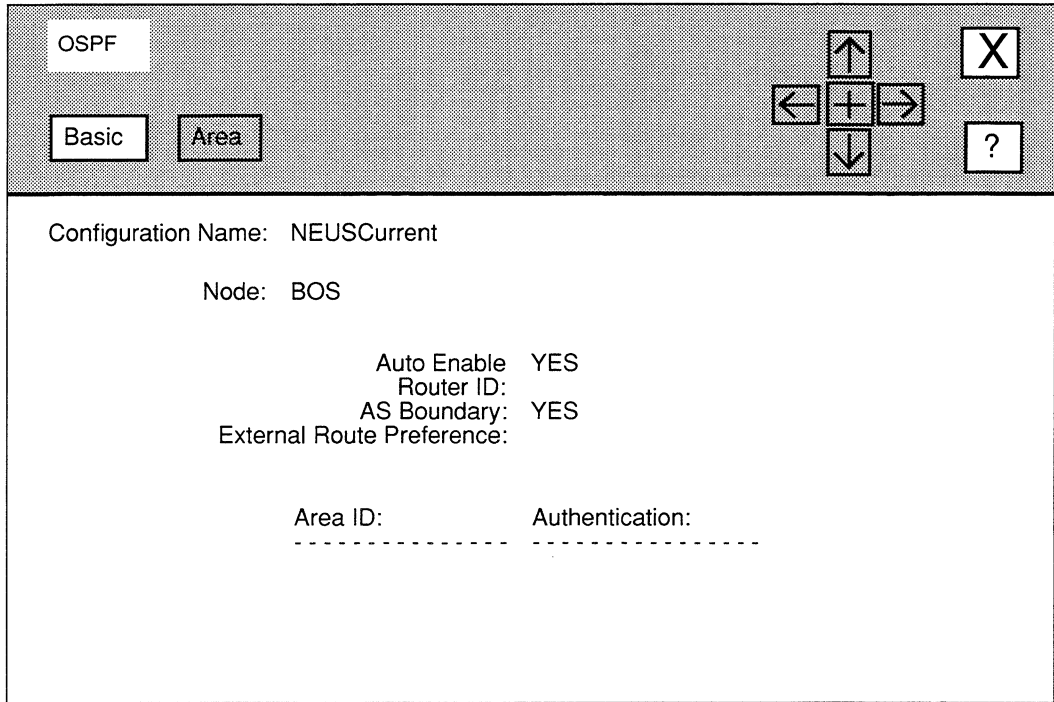 OSPF
X
Basic Area
?
Configuration Name: NEUSCurrent
Node: BOS
Auto Enable YES
Router ID:
AS Boundary: YES
External Route Preference:
Area ID: Authentication: